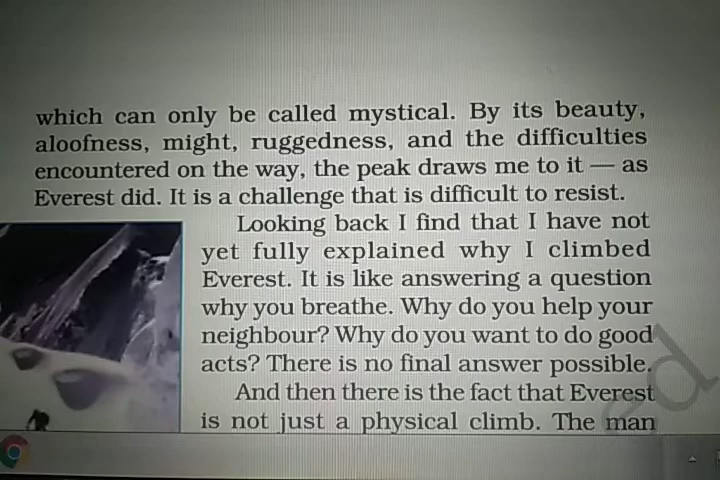 which can only be called mystical. By its beauty,
aloofness, might, ruggedness, and the difficulties
encountered on the way, the peak draws me to it — as
Everest did. It is a challenge that is difficult to resist.
Looking back I find that I have not
yet fully explained why I climbed
Everest. It is like answering a question
why you breathe. Why do you help your
neighbour? Why do you want to do good
acts? There is no final answer possible.
And then there is the fact that Everest
is not just a physical climb. The man
ed